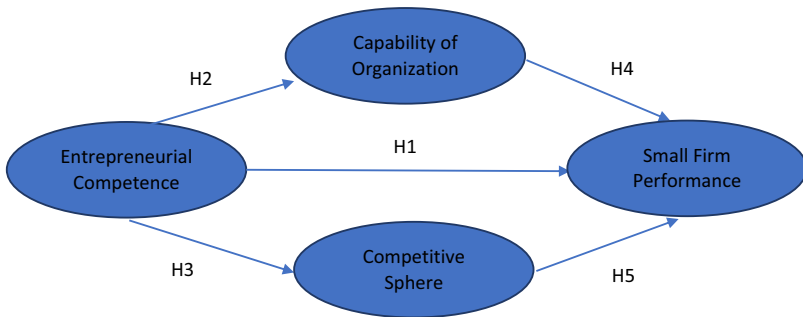 Capability of
Organization
H2
H4
Entrepreneurial
Competence
H1
Small Firm
Performance
H3
Competitive
Sphere
H5